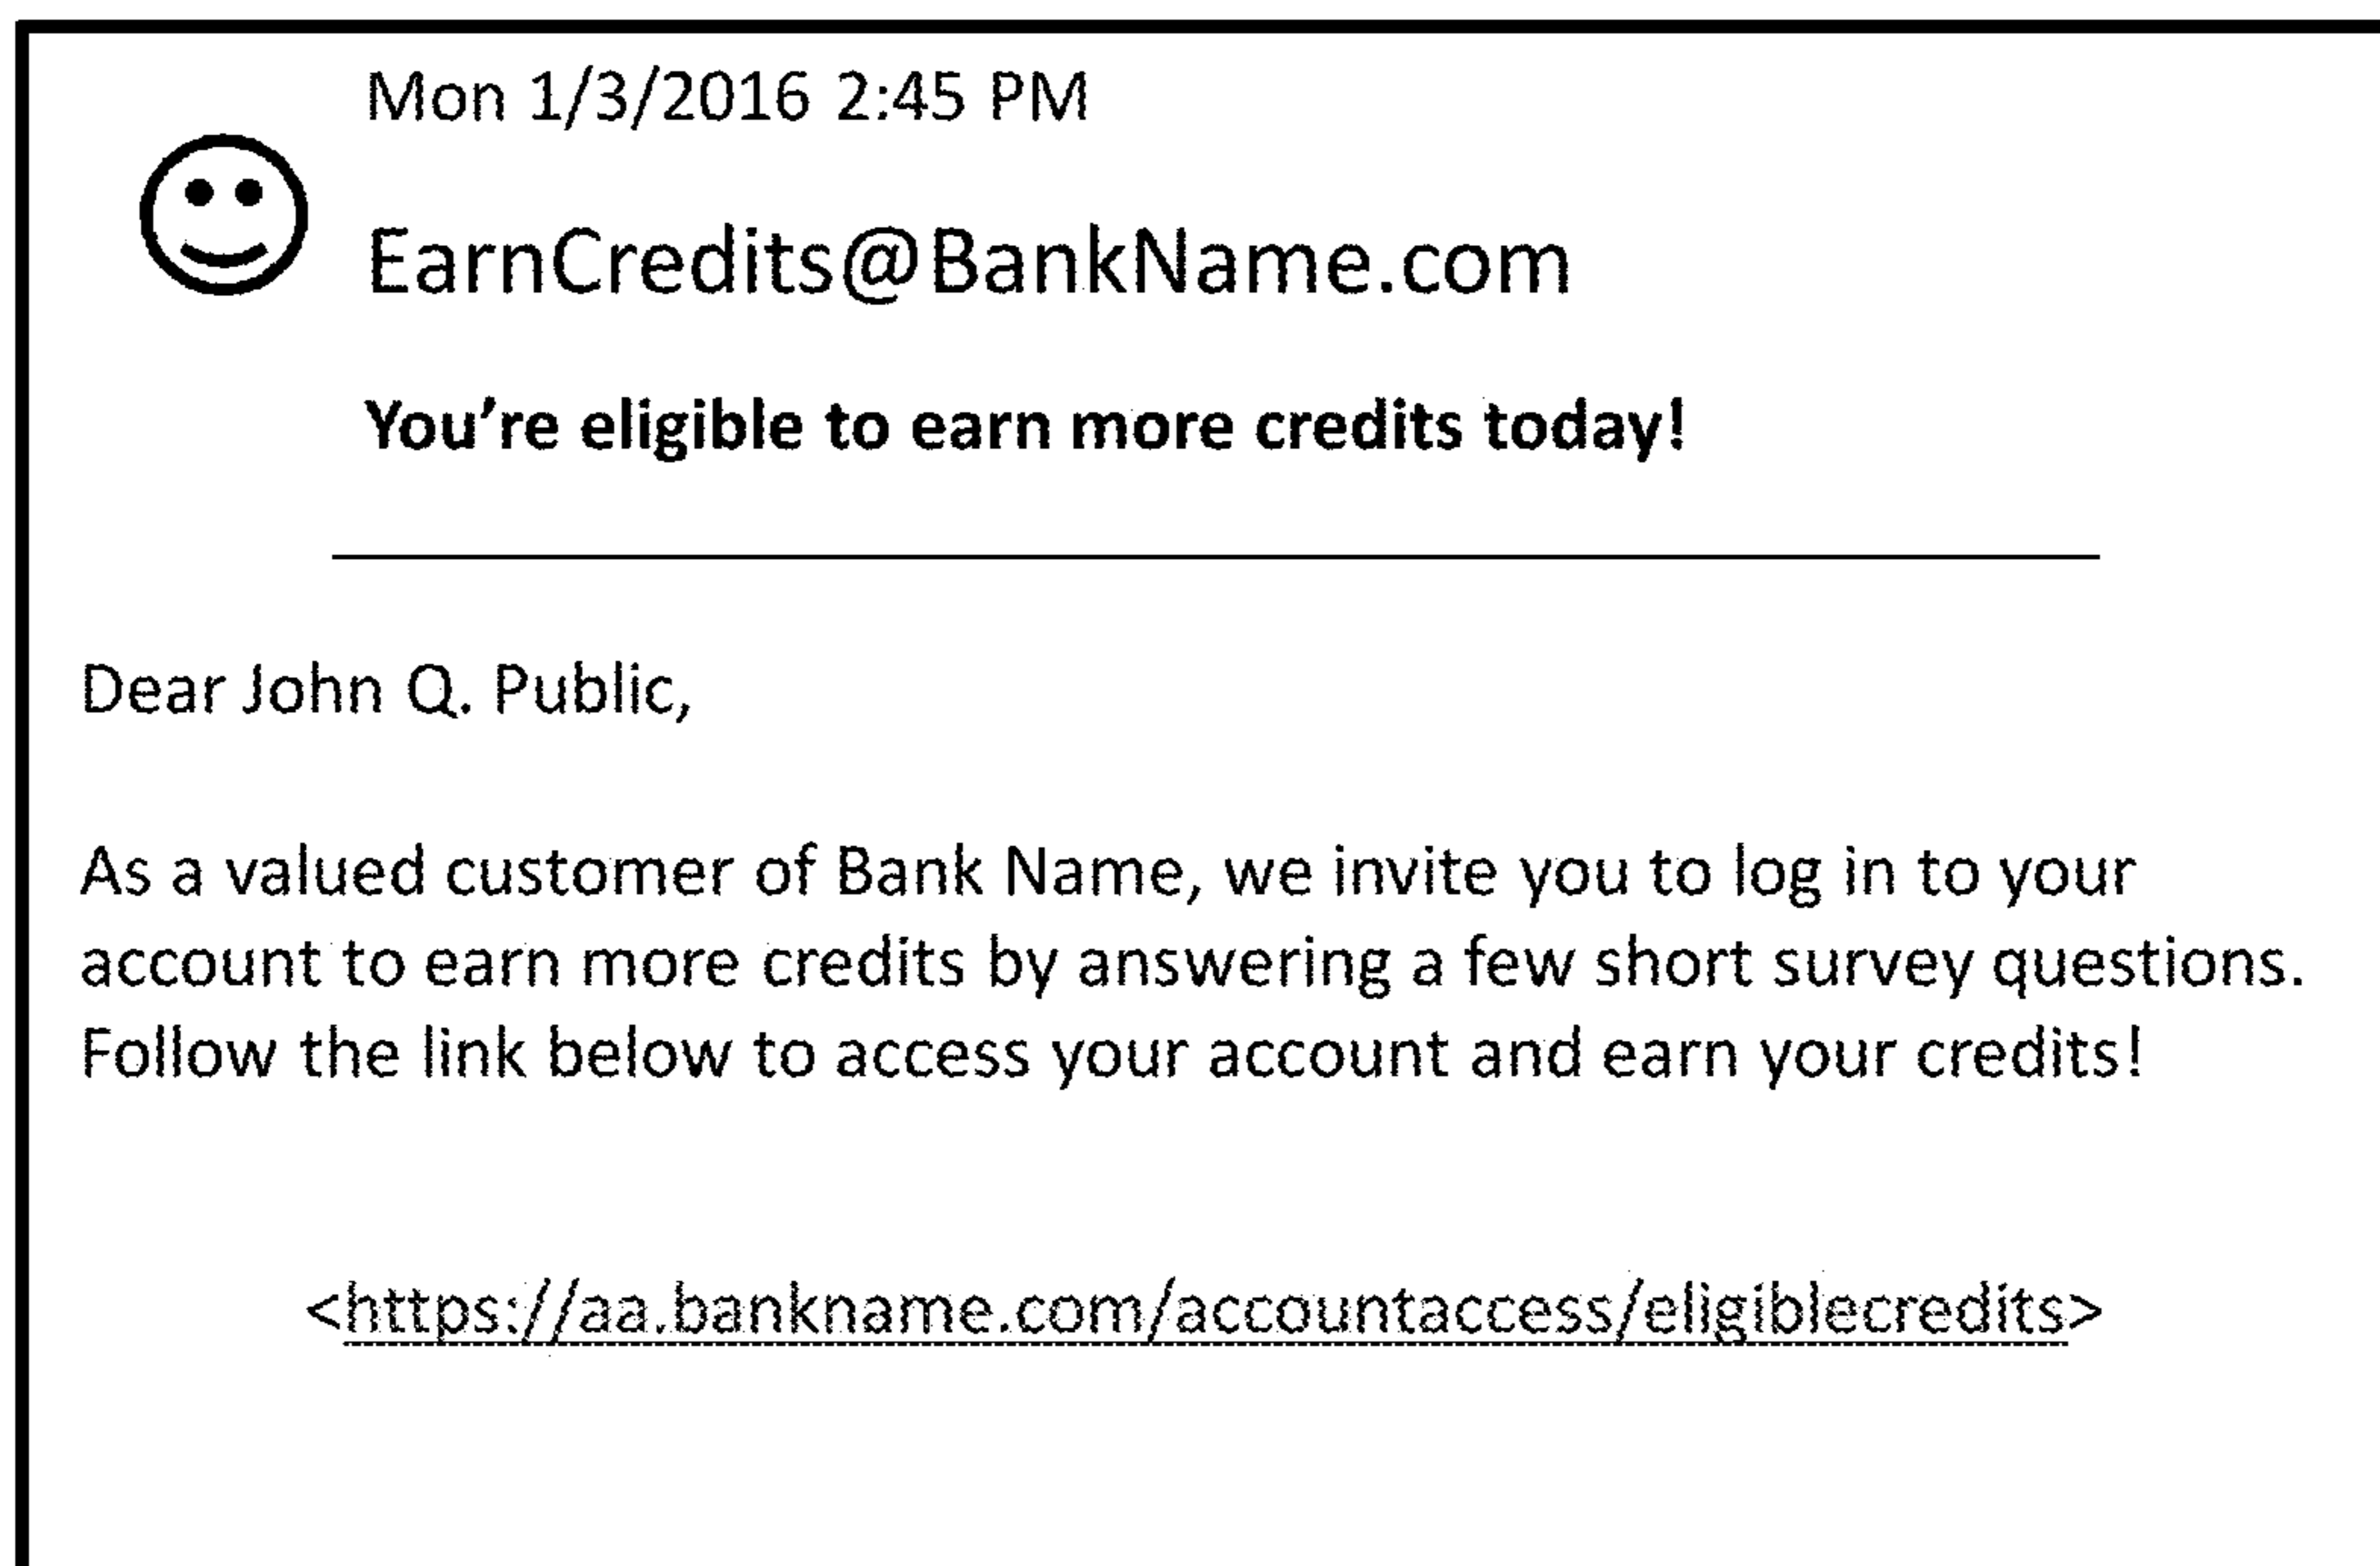 Mon 1/3/2016 2:45 PM
EarnCredits@BankName.com
You're eligible to earn more credits today!
Dear John Q. Public,
As a valued customer of Bank Name, we invite you to log in to your
account to earn more credits by answering a few short survey questions.
Follow the link below to access your account and earn your credits!
<https://aa.bankname.com/accountaccess/eligiblecredits>